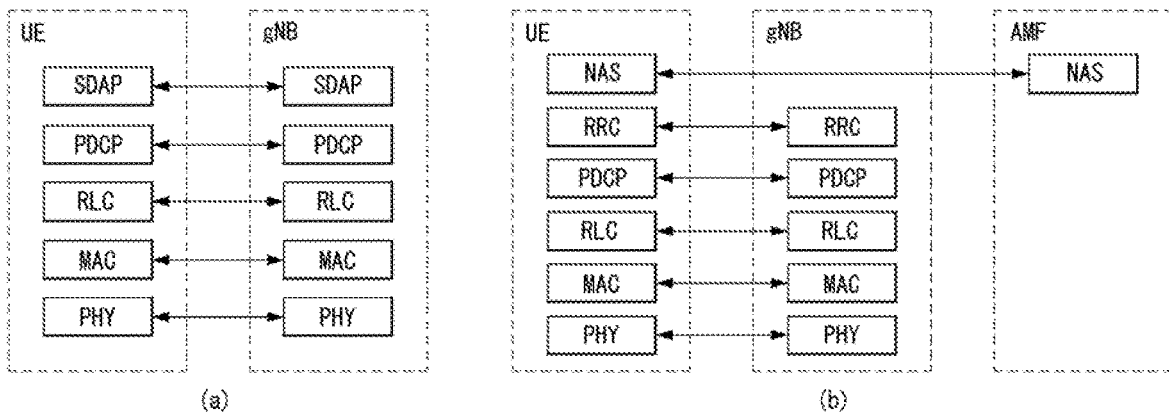 UE gNB
SDAP SDAP
PDCP PDCP
RLC RLC
MAC MAC
PHY PHY
(a)
UE gNB AMF
NAS NAS
RRC RRC
PDCP PDCP
RLC RLC
MAC MAC
PHY PHY
(b)